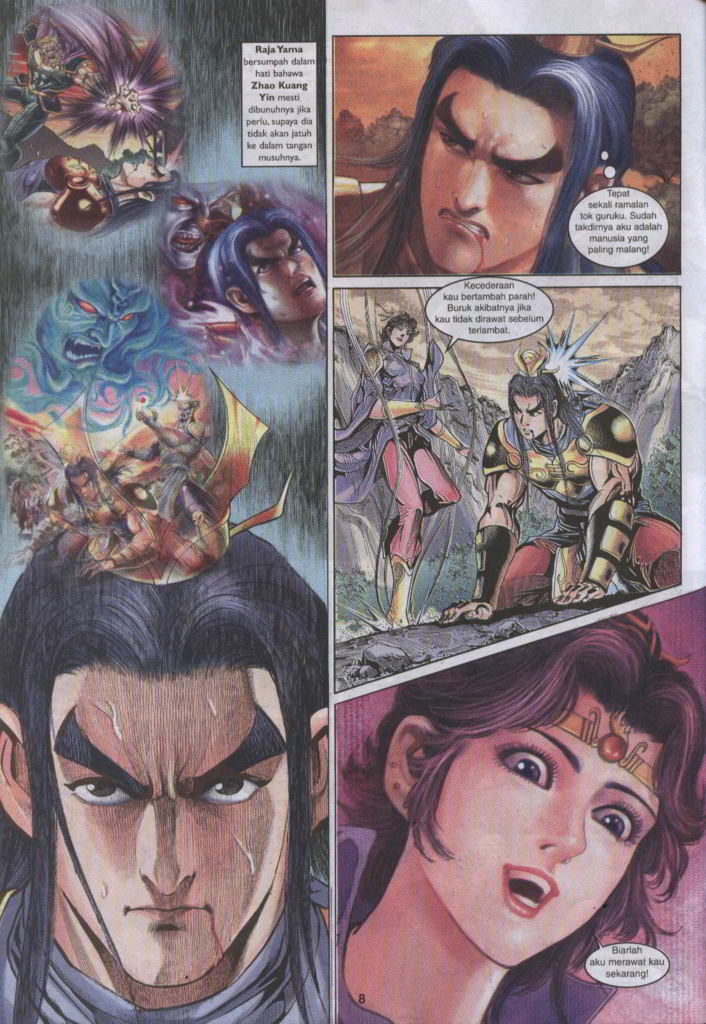 Raja Yama
bersumpah dalam
hati bahawa
Zhao Kuang
Yin mesti
dibunuhnya jika
perlu, supaya dia
tidak akan jatuh
ke dalam tangan
musuhnya.
Tepat
sekali ramalan
tok guruku. Sudah
takdirnya aku adalah
manusia yang
paling malang!
Kecederaan
kau bertambah parah!
Buruk akibatnya jika
kau tidak dirawat sebelum
terlambat.
Biarlah
aku merawat kau
sekarang!
8